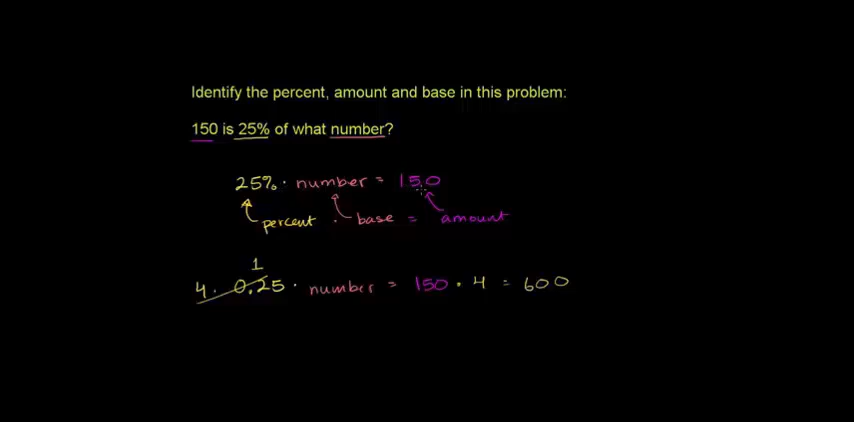 Identify the percent, amount and base in this problem:
150 is 25% of what number?
25% · number = 150
percent · base = amount
1
4 · 0.25 · number = 150 · 4 = 600